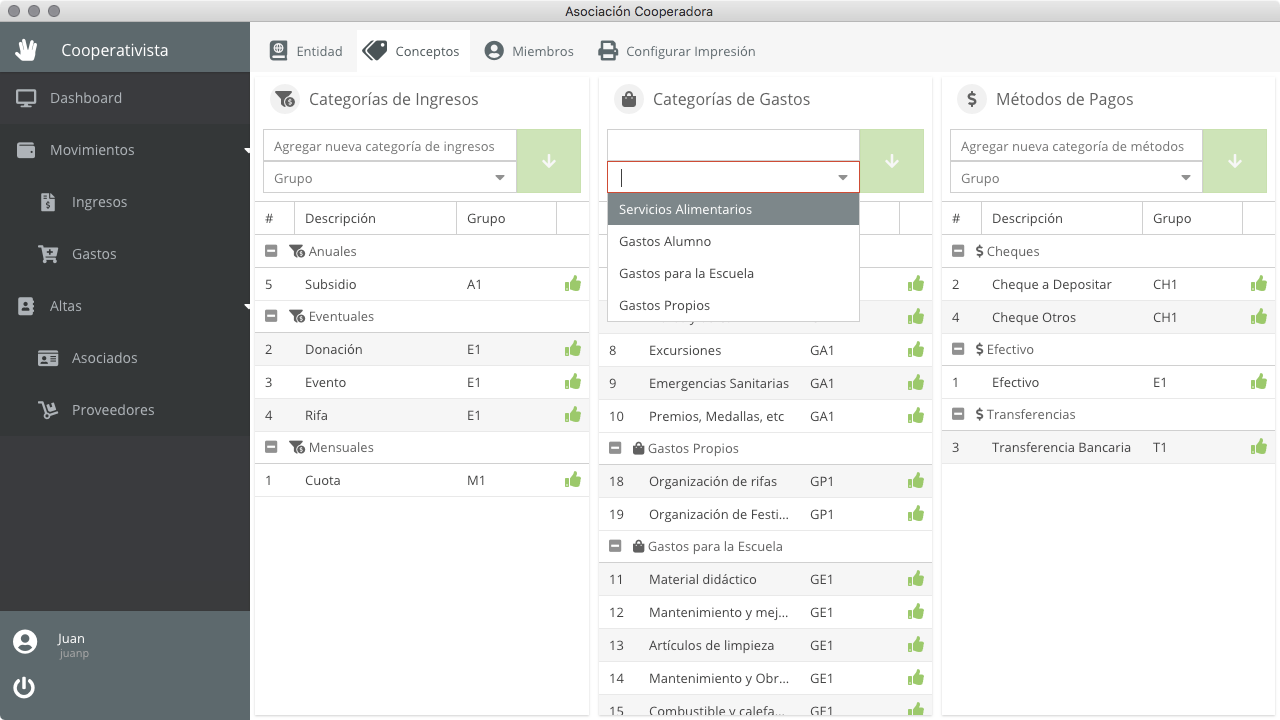 Asociación Cooperadora
Cooperativista
Entidad
Conceptos
Miembros
Configurar Impresión
Dashboard
Movimientos
Ingresos
Gastos
Altas
Asociados
Proveedores
Juan
juanp
Categorías de Ingresos
Agregar nueva categoría de ingresos
Grupo
# Descripción Grupo
Anuales
5 Subsidio A1
Eventuales
2 Donación E1
3 Evento E1
4 Rifa E1
Mensuales
1 Cuota M1
Categorías de Gastos
Servicios Alimentarios
Gastos Alumno
Gastos para la Escuela
Gastos Propios
8 Excursiones GA1
9 Emergencias Sanitarias GA1
10 Premios, Medallas, etc GA1
Gastos Propios
18 Organización de rifas GP1
19 Organización de Festi... GP1
Gastos para la Escuela
11 Material didáctico GE1
12 Mantenimiento y mej... GE1
13 Artículos de limpieza GE1
14 Mantenimiento y Obr... GE1
15 Combustible y calefa... GE1
Métodos de Pagos
Agregar nueva categoría de métodos
Grupo
# Descripción Grupo
Cheques
2 Cheque a Depositar CH1
4 Cheque Otros CH1
Efectivo
1 Efectivo E1
Transferencias
3 Transferencia Bancaria T1